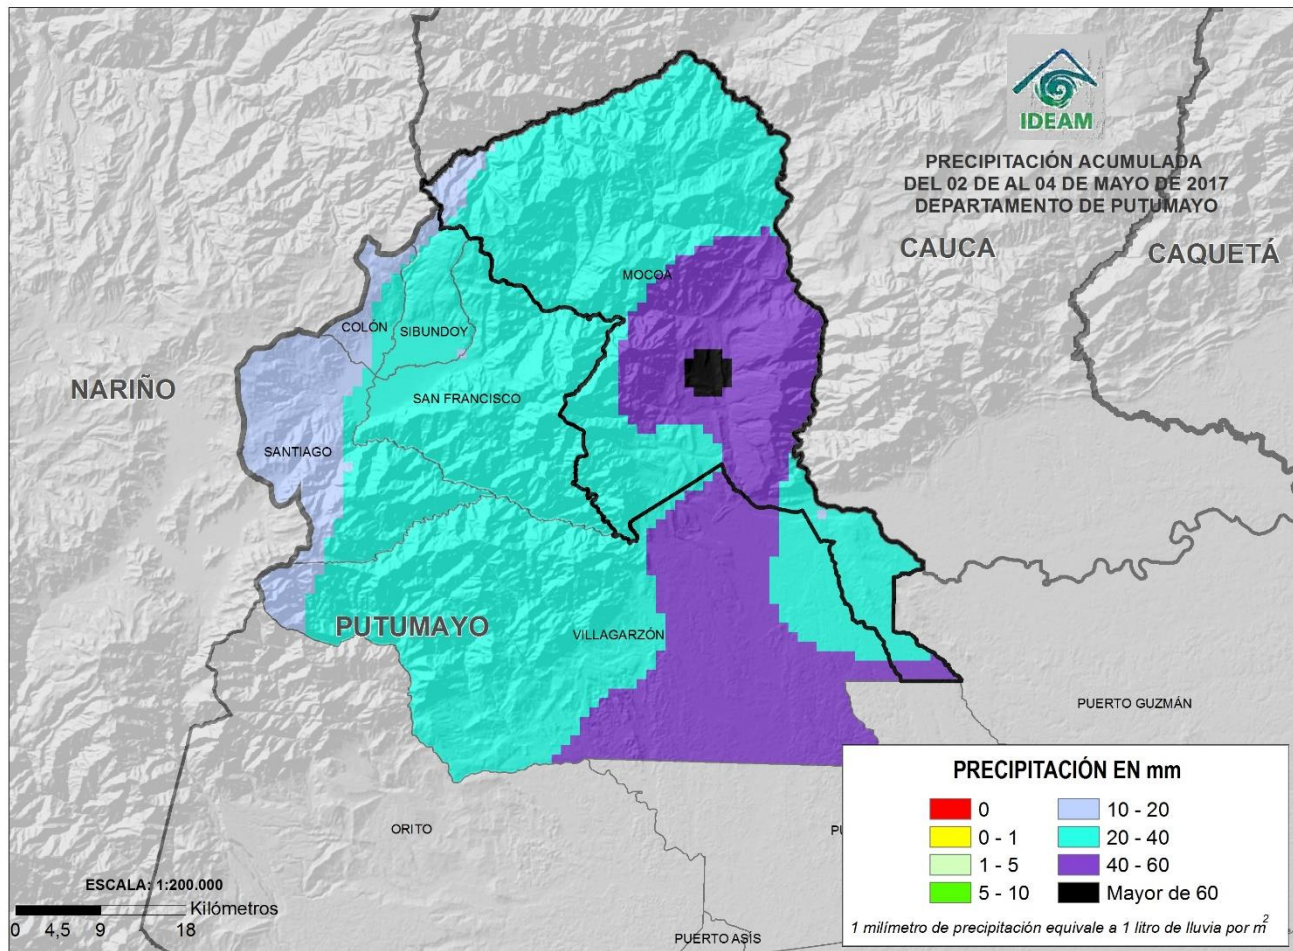 IDEAM
PRECIPITACIÓN ACUMULADA
DEL 02 DE AL 04 DE MAYO DE 2017
DEPARTAMENTO DE PUTUMAYO
CAUCA
CAQUETÁ
MOCOA
COLÓN
SIBUNDOY
NARIÑO
SAN FRANCISCO
SANTIAGO
PUTUMAYO
VILLAGARZÓN
PUERTO GUZMÁN
ORITO
PU
PUERTO ASÍS
ESCALA: 1:200.000
Kilómetros
0 4,5 9 18
PRECIPITACIÓN EN mm
0
0 - 1
1 - 5
5 - 10
10 - 20
20 - 40
40 - 60
Mayor de 60
1 milímetro de precipitación equivale a 1 litro de lluvia por m²